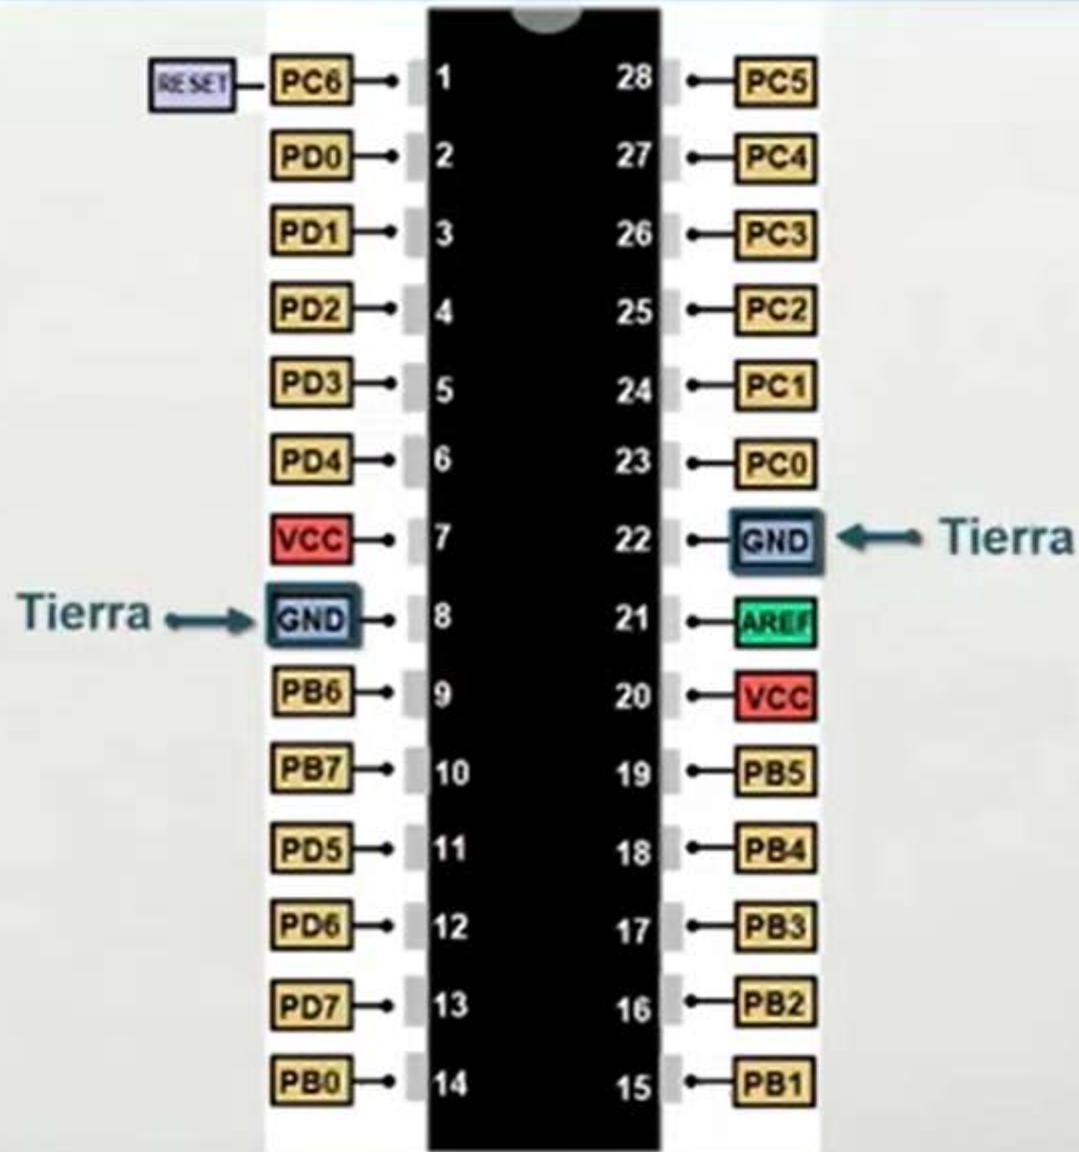 RESET PC6 1 28 PC5
PD0 2 27 PC4
PD1 3 26 PC3
PD2 4 25 PC2
PD3 5 24 PC1
PD4 6 23 PC0
VCC 7 22 GND Tierra
Tierra GND 8 21 AREF
PB6 9 20 VCC
PB7 10 19 PB5
PD5 11 18 PB4
PD6 12 17 PB3
PD7 13 16 PB2
PB0 14 15 PB1